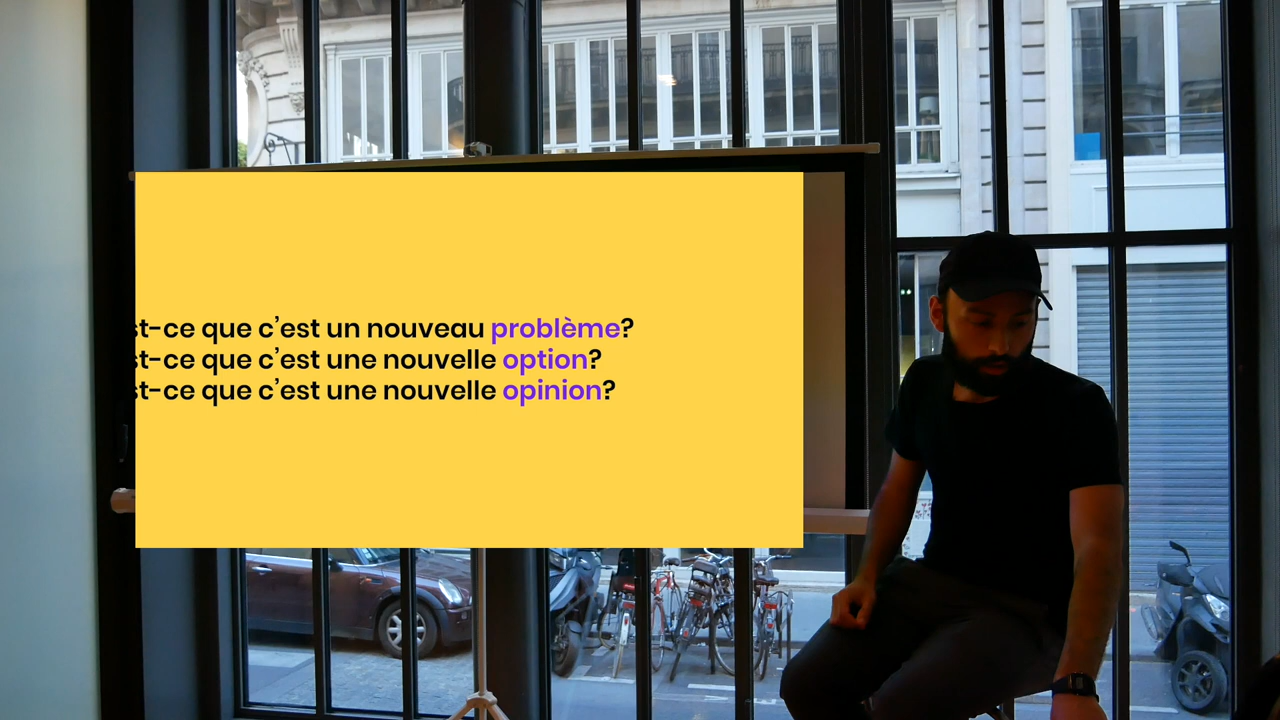 st-ce que c’est un nouveau problème?
st-ce que c’est une nouvelle option?
st-ce que c’est une nouvelle opinion?